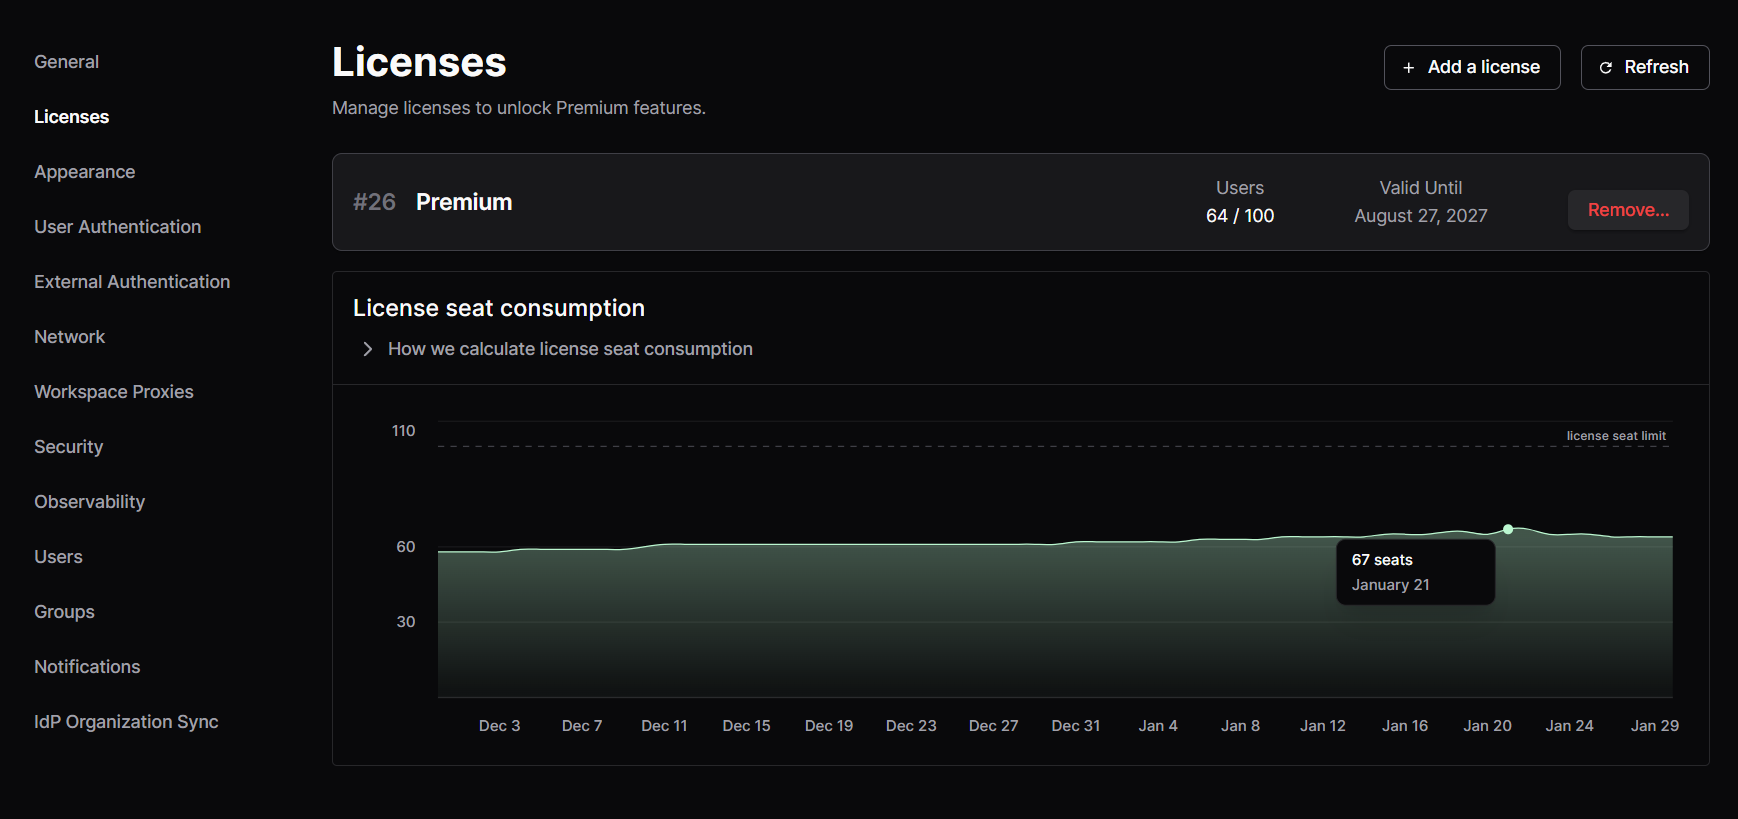 General
Licenses
Appearance
User Authentication
External Authentication
Network
Workspace Proxies
Security
Observability
Users
Groups
Notifications
IdP Organization Sync
Licenses
Manage licenses to unlock Premium features.
+ Add a license
Refresh
#26 Premium
Users
64 / 100
Valid Until
August 27, 2027
Remove...
License seat consumption
How we calculate license seat consumption
110
license seat limit
60
30
67 seats
January 21
Dec 3 Dec 7 Dec 11 Dec 15 Dec 19 Dec 23 Dec 27 Dec 31 Jan 4 Jan 8 Jan 12 Jan 16 Jan 20 Jan 24 Jan 29